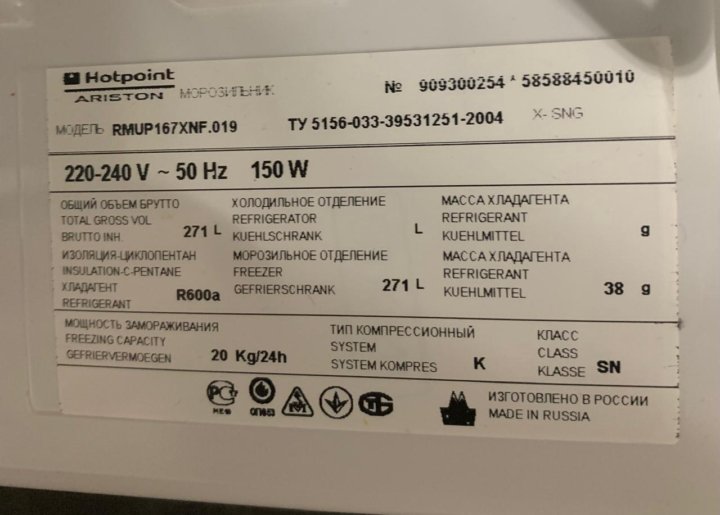 Hotpoint
ARISTON МОРОЗИЛЬНИК № 909300254 * 58588450010
МОДЕЛЬ RMUP167XNF.019 ТУ 5156-033-39531251-2004 X- SNG
220-240 V ~ 50 Hz 150 W
ОБЩИЙ ОБЪЕМ БРУТТО
TOTAL GROSS VOL
BRUTTO INH. 271 L
ХОЛОДИЛЬНОЕ ОТДЕЛЕНИЕ
REFRIGERATOR
KUEHLSCHRANK L
МАССА ХЛАДАГЕНТА
REFRIGERANT
KUEHLMITTEL g
ИЗОЛЯЦИЯ-ЦИКЛОПЕНТАН
INSULATION-C-PENTANE
ХЛАДАГЕНТ
REFRIGERANT R600a
МОРОЗИЛЬНОЕ ОТДЕЛЕНИЕ
FREEZER
GEFRIERSCHRANK 271 L
МАССА ХЛАДАГЕНТА
REFRIGERANT
KUEHLMITTEL 38 g
МОЩНОСТЬ ЗАМОРАЖИВАНИЯ
FREEZING CAPACITY
GEFRIERVERMOEGEN 20 Kg/24h
ТИП КОМПРЕССИОННЫЙ
SYSTEM
SYSTEM KOMPRES K
КЛАСС
CLASS
KLASSE SN
РСТ
МЕ10
ИЗГОТОВЛЕНО В РОССИИ
MADE IN RUSSIA